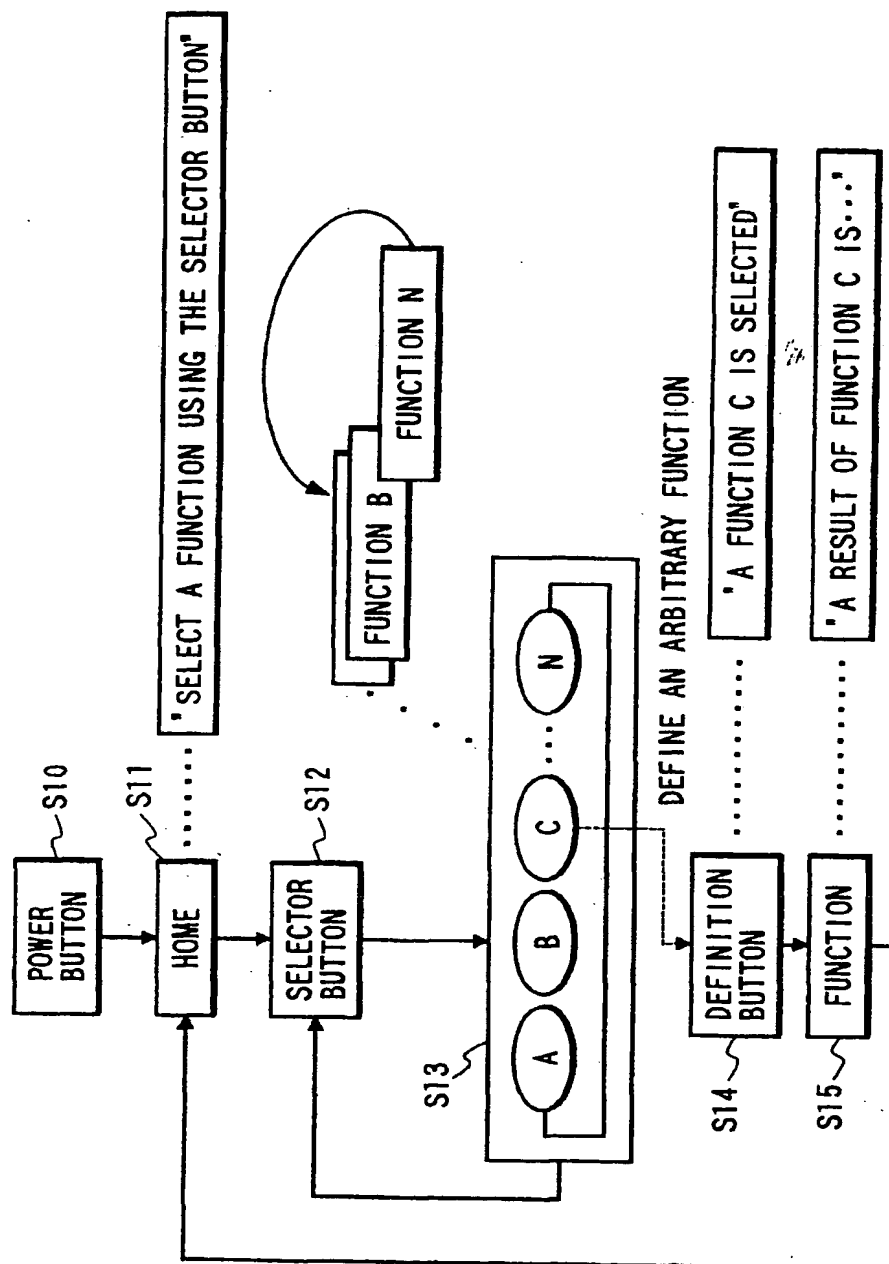 POWER
BUTTON
S10
HOME
S11
"SELECT A FUNCTION USING THE SELECTOR BUTTON"
SELECTOR
BUTTON
S12
FUNCTION B
FUNCTION N
S13
A
B
C
N
DEFINE AN ARBITRARY FUNCTION
DEFINITION
BUTTON
S14
"A FUNCTION C IS SELECTED"
FUNCTION
S15
"A RESULT OF FUNCTION C IS..."